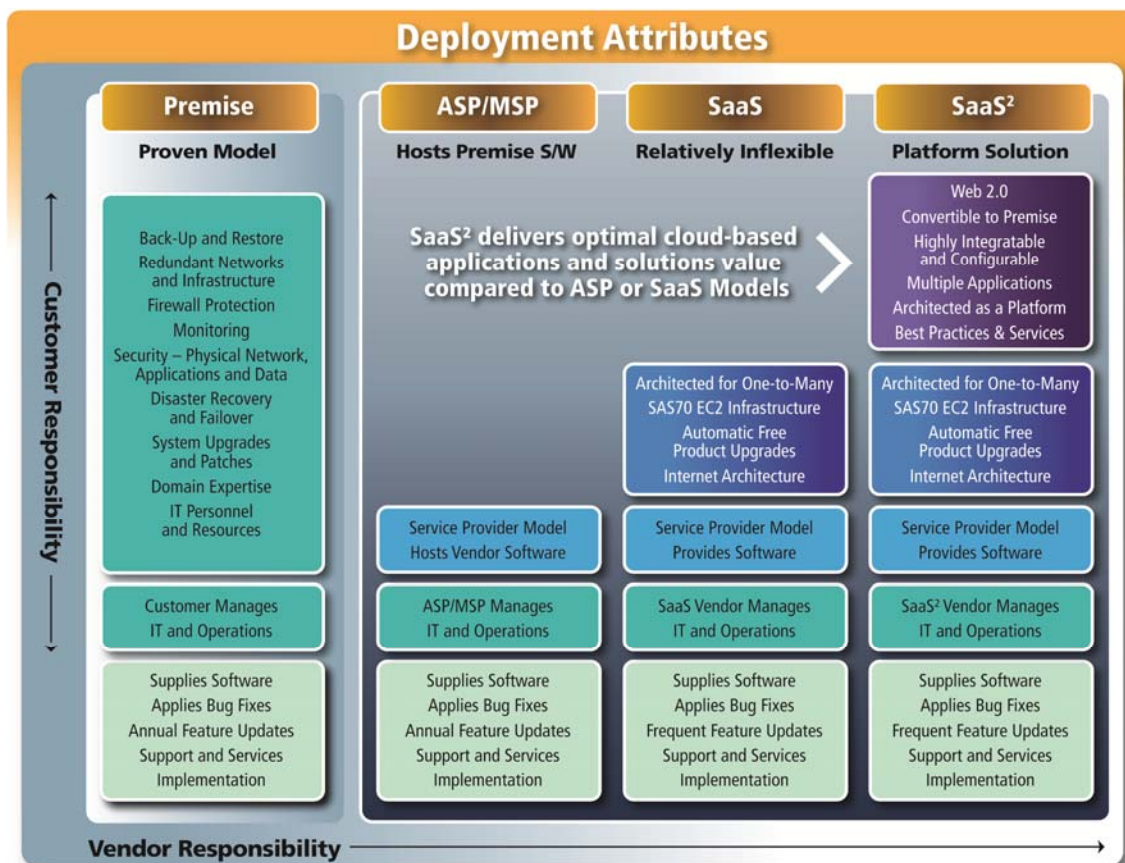 Deployment Attributes
Premise
Proven Model
Back-Up and Restore
Redundant Networks
and Infrastructure
Firewall Protection
Monitoring
Security – Physical Network,
Applications and Data
Disaster Recovery
and Failover
System Upgrades
and Patches
Domain Expertise
IT Personnel
and Resources
Customer Manages
IT and Operations
Supplies Software
Applies Bug Fixes
Annual Feature Updates
Support and Services
Implementation
ASP/MSP
Hosts Premise S/W
SaaS² delivers optimal cloud-based
applications and solutions value
compared to ASP or SaaS Models
Service Provider Model
Hosts Vendor Software
ASP/MSP Manages
IT and Operations
Supplies Software
Applies Bug Fixes
Annual Feature Updates
Support and Services
Implementation
SaaS
Relatively Inflexible
Architected for One-to-Many
SAS70 EC2 Infrastructure
Automatic Free
Product Upgrades
Internet Architecture
Service Provider Model
Provides Software
SaaS Vendor Manages
IT and Operations
Supplies Software
Applies Bug Fixes
Frequent Feature Updates
Support and Services
Implementation
SaaS²
Platform Solution
Web 2.0
Convertible to Premise
Highly Integratable
and Configurable
Multiple Applications
Architected as a Platform
Best Practices & Services
Architected for One-to-Many
SAS70 EC2 Infrastructure
Automatic Free
Product Upgrades
Internet Architecture
Service Provider Model
Provides Software
SaaS² Vendor Manages
IT and Operations
Supplies Software
Applies Bug Fixes
Frequent Feature Updates
Support and Services
Implementation
Customer Responsibility
Vendor Responsibility